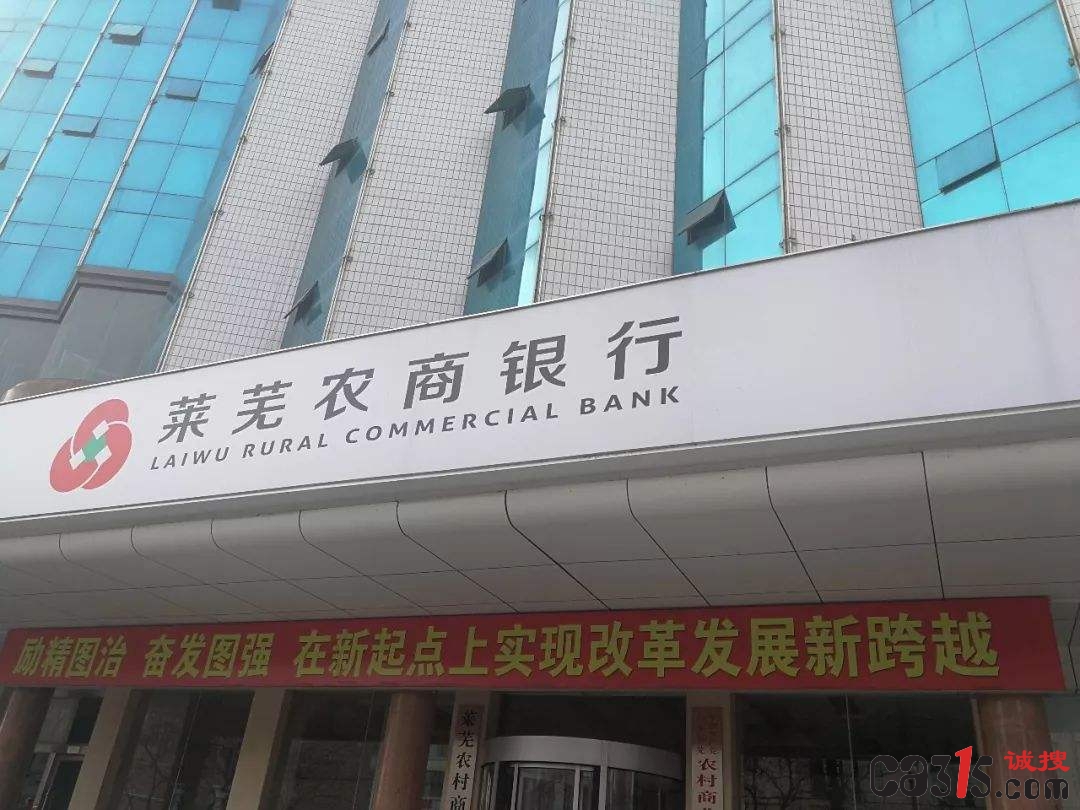 莱芜农商银行
LAIWU RURAL COMMERCIAL BANK
励精图治 奋发图强 在新起点上实现改革发展新跨越
莱芜农村商
农村商
ca315.com
诚搜